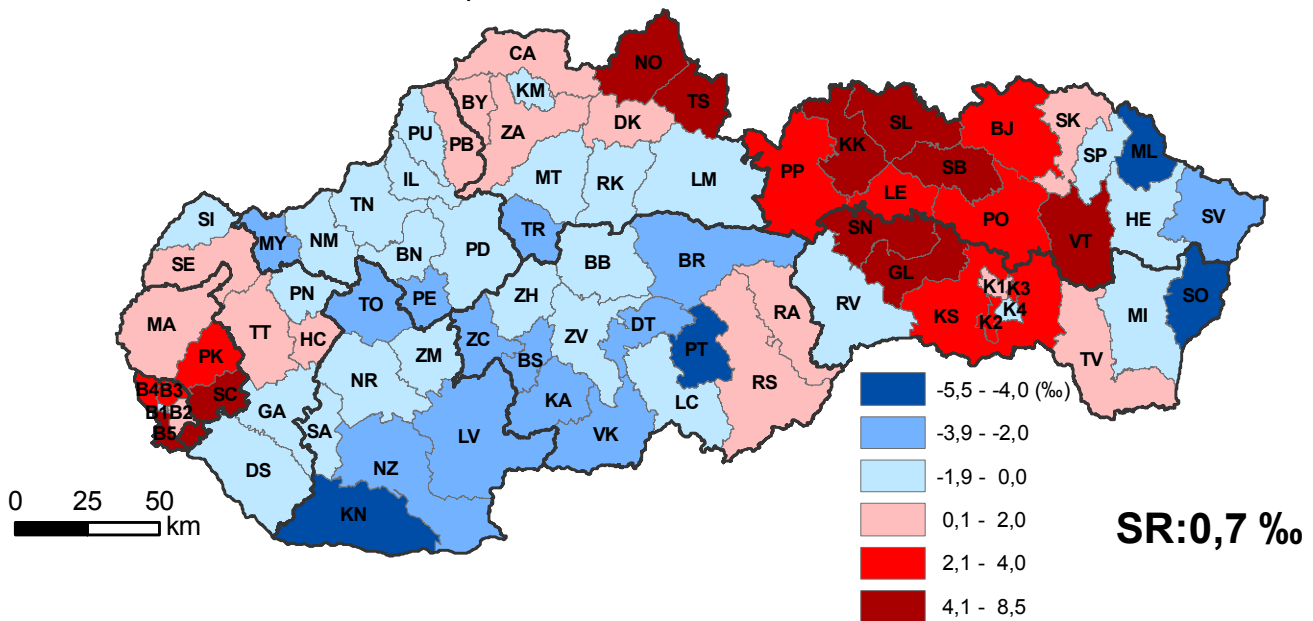 CA
NO
KM
TS
BY
PU
PB
ZA
DK
SL
BJ
SK
KK
SP
ML
PP
SB
IL
MT
RK
LM
LE
TN
PO
HE
SV
SI
MY
NM
TR
SN
VT
BN
PD
BB
BR
SE
GL
PN
TO
PE
ZH
K1
K3
RV
SO
MA
TT
HC
RA
KS
K4
K2
MI
ZM
ZC
ZV
DT
PK
BS
PT
TV
B4
B3
NR
RS
SC
KA
B1
B2
GA
LC
B5
SA
LV
VK
DS
NZ
KN
0 25 50
km
-5,5 - -4,0 (‰)
-3,9 - -2,0
-1,9 - 0,0
0,1 - 2,0
2,1 - 4,0
4,1 - 8,5
SR:0,7 ‰